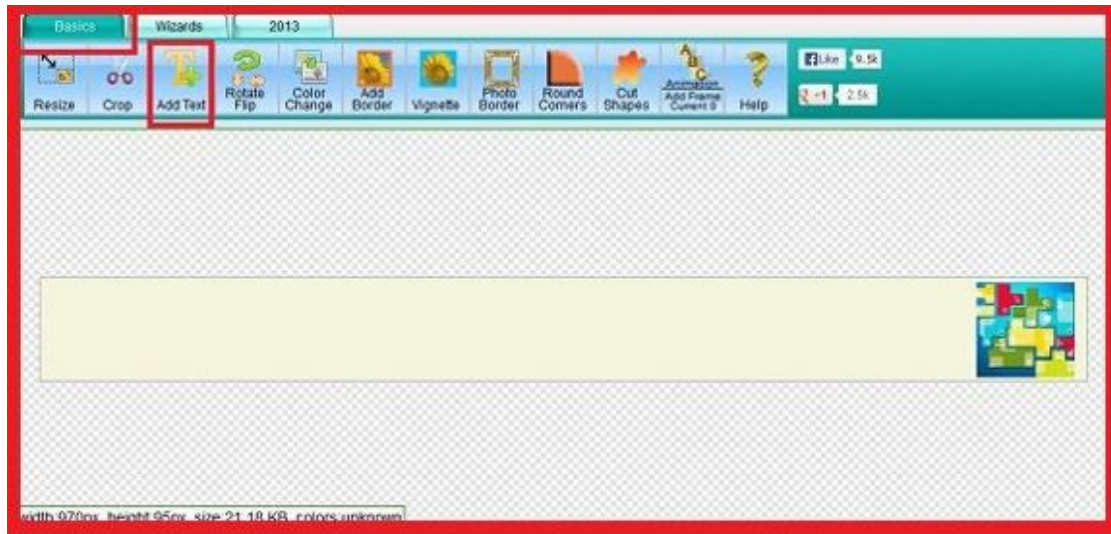 Basics Wizards 2013
Resize Crop Add Text Rotate Flip Color Change Add Border Vignette Photo Border Round Corners Cut Shapes Animation Add Frame Current 0 Help
Like 9.5k
+1 2.5k
width:970px, height:95px, size:21.18 KB, colors:unknown